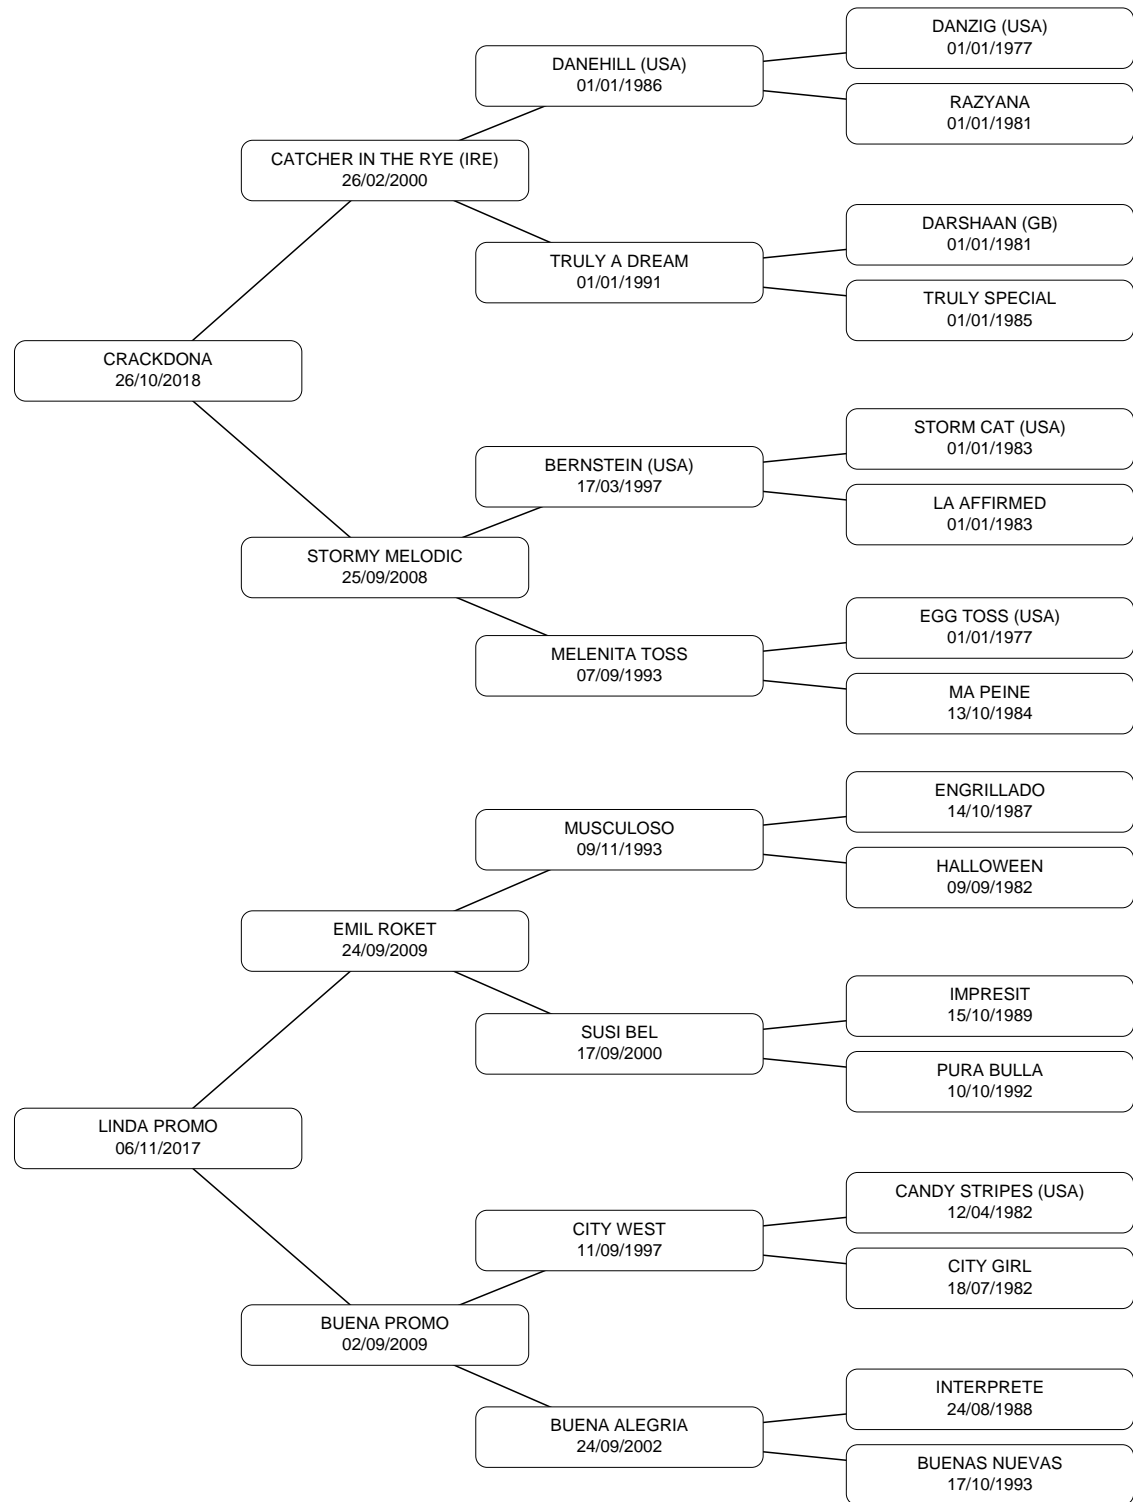 DANZIG (USA)
01/01/1977
DANEHILL (USA)
01/01/1986
RAZYANA
01/01/1981
CATCHER IN THE RYE (IRE)
26/02/2000
DARSHAAN (GB)
01/01/1981
TRULY A DREAM
01/01/1991
TRULY SPECIAL
01/01/1985
CRACKDONA
26/10/2018
STORM CAT (USA)
01/01/1983
BERNSTEIN (USA)
17/03/1997
LA AFFIRMED
01/01/1983
STORMY MELODIC
25/09/2008
EGG TOSS (USA)
01/01/1977
MELENITA TOSS
07/09/1993
MA PEINE
13/10/1984
ENGRILLADO
14/10/1987
MUSCULOSO
09/11/1993
HALLOWEEN
09/09/1982
EMIL ROKET
24/09/2009
IMPRESIT
15/10/1989
SUSI BEL
17/09/2000
PURA BULLA
10/10/1992
LINDA PROMO
06/11/2017
CANDY STRIPES (USA)
12/04/1982
CITY WEST
11/09/1997
CITY GIRL
18/07/1982
BUENA PROMO
02/09/2009
INTERPRETE
24/08/1988
BUENA ALEGRIA
24/09/2002
BUENAS NUEVAS
17/10/1993